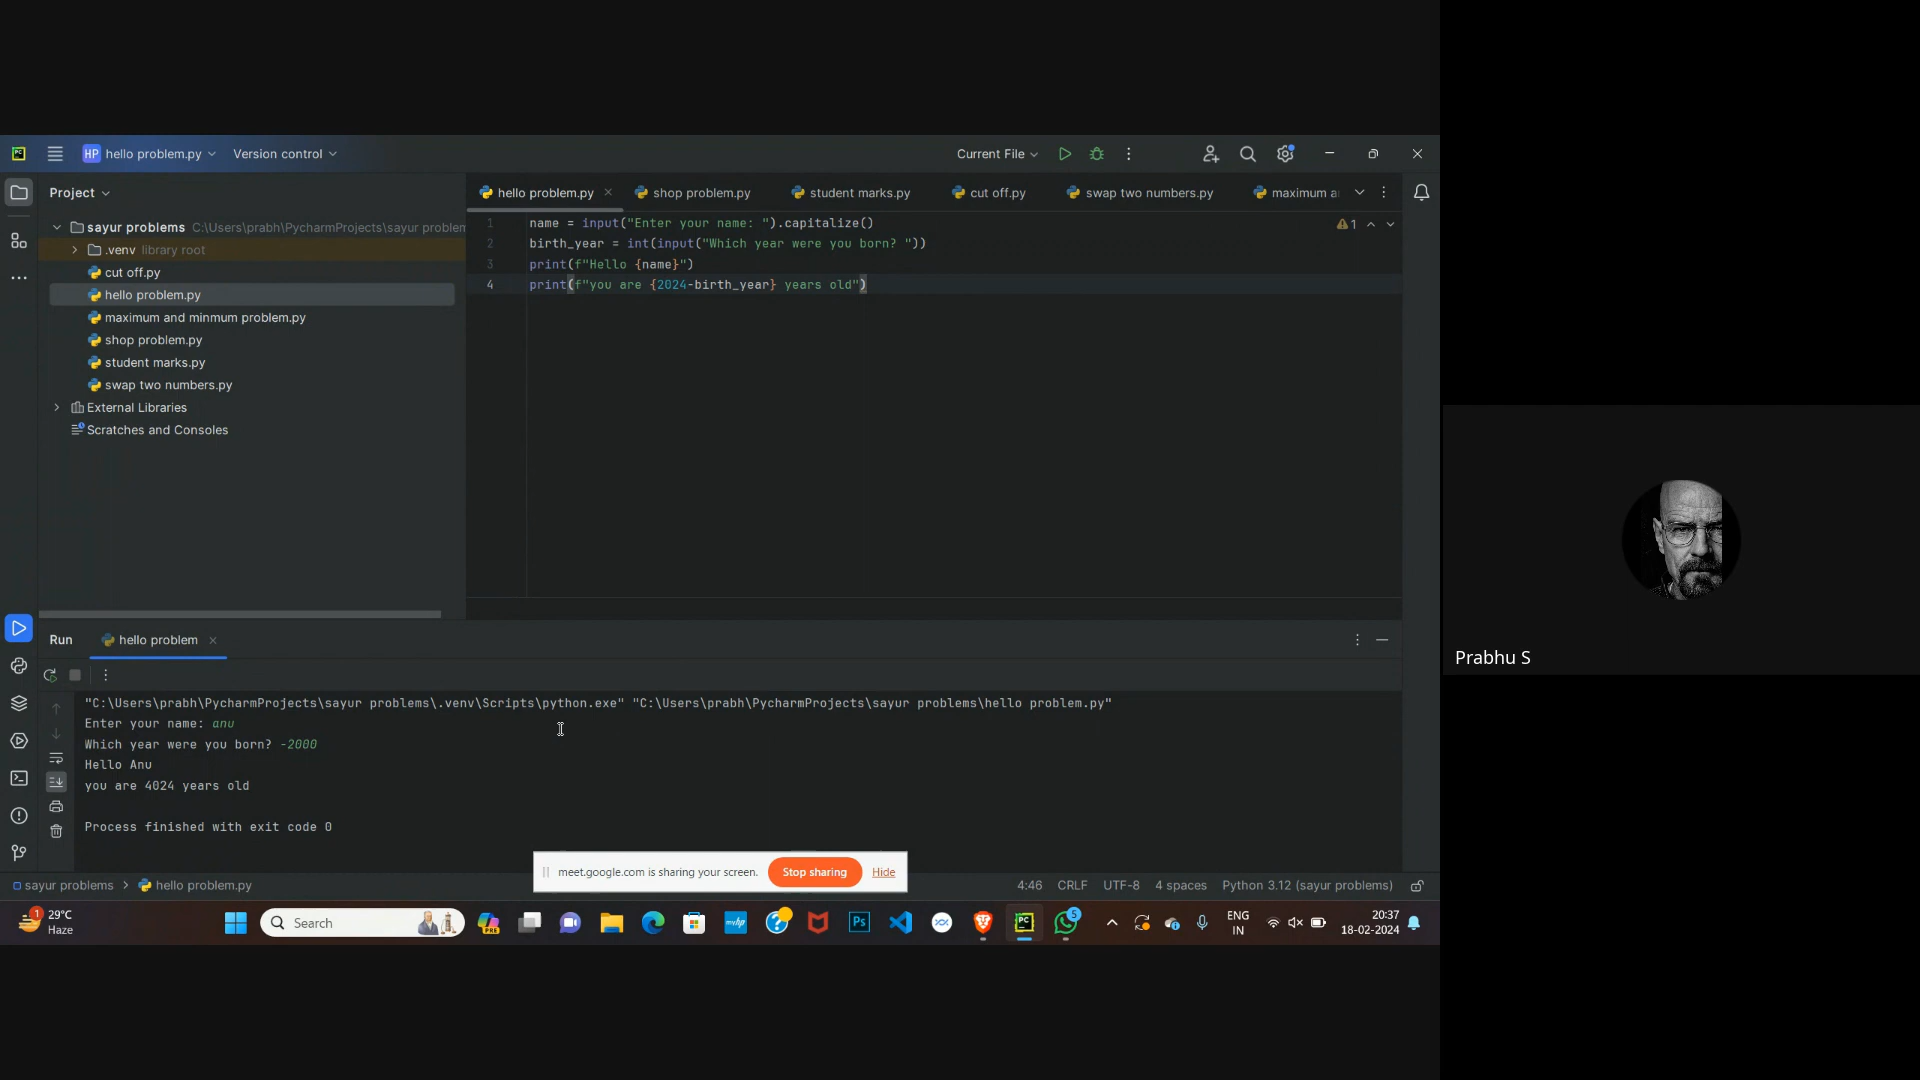 HP hello problem.py Version control Current File
Project
hello problem.py shop problem.py student marks.py cut off.py swap two numbers.py maximum a
sayur problems C:\Users\prabh\PycharmProjects\sayur problem
.venv library root
cut off.py
hello problem.py
maximum and minmum problem.py
shop problem.py
student marks.py
swap two numbers.py
External Libraries
Scratches and Consoles
1 name = input("Enter your name: ").capitalize()
2 birth_year = int(input("Which year were you born? "))
3 print(f"Hello {name}")
4 print(f"you are {2024-birth_year} years old")
1
Run hello problem
"C:\Users\prabh\PycharmProjects\sayur problems\.venv\Scripts\python.exe" "C:\Users\prabh\PycharmProjects\sayur problems\hello problem.py"
Enter your name: anu
Which year were you born? -2000
Hello Anu
you are 4024 years old
Process finished with exit code 0
meet.google.com is sharing your screen. Stop sharing Hide
sayur problems hello problem.py 4:46 CRLF UTF-8 4 spaces Python 3.12 (sayur problems)
1 29°C
Haze
Search
PRE
Ps
PC
5
ENG
IN
20:37
18-02-2024
Prabhu S